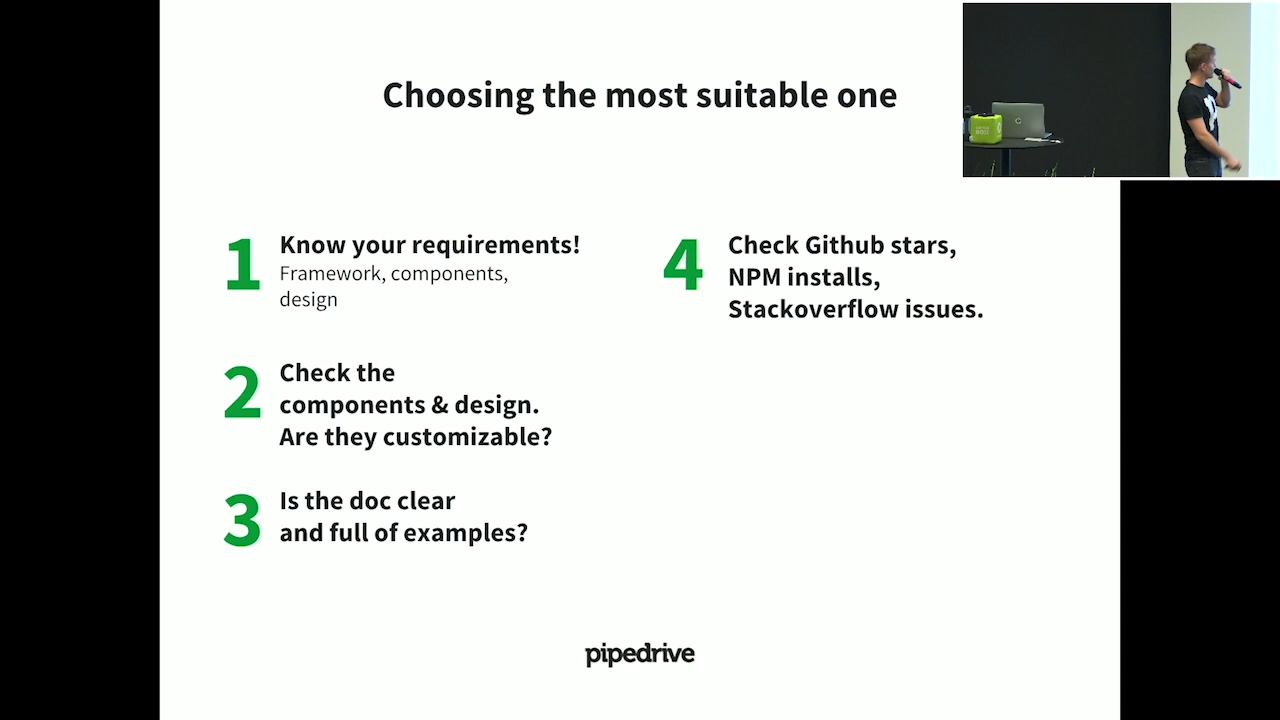 Choosing the most suitable one
1
Know your requirements!
Framework, components,
design
2
Check the
components & design.
Are they customizable?
3
Is the doc clear
and full of examples?
4
Check Github stars,
NPM installs,
Stackoverflow issues.
pipedrive